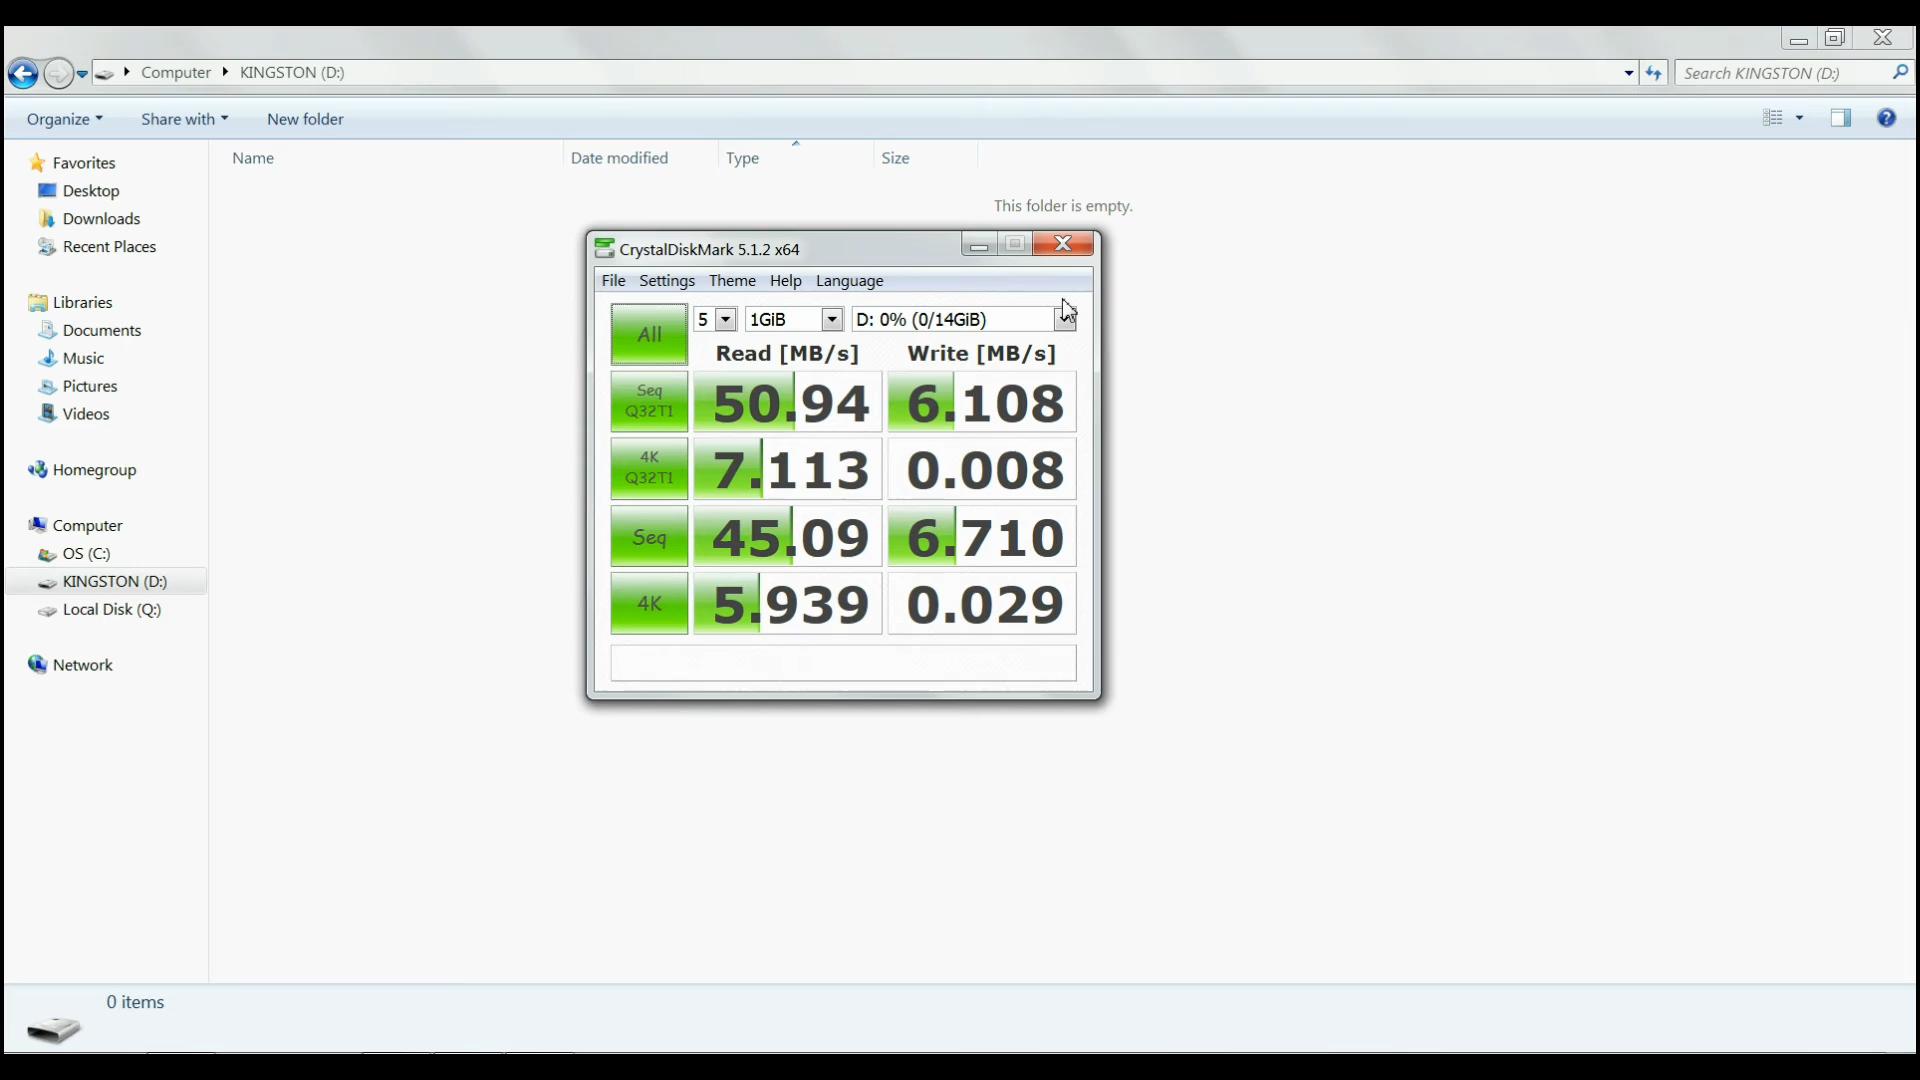 Computer KINGSTON (D:)
Search KINGSTON (D:)
Organize Share with New folder
Name Date modified Type Size
This folder is empty.
Favorites
Desktop
Downloads
Recent Places
Libraries
Documents
Music
Pictures
Videos
Homegroup
Computer
OS (C:)
KINGSTON (D:)
Local Disk (Q:)
Network
CrystalDiskMark 5.1.2 x64
File Settings Theme Help Language
All 5 1GiB D: 0% (0/14GiB)
Read [MB/s] Write [MB/s]
Seq
Q32T1 50.94 6.108
4K
Q32T1 7.113 0.008
Seq 45.09 6.710
4K 5.939 0.029
0 items